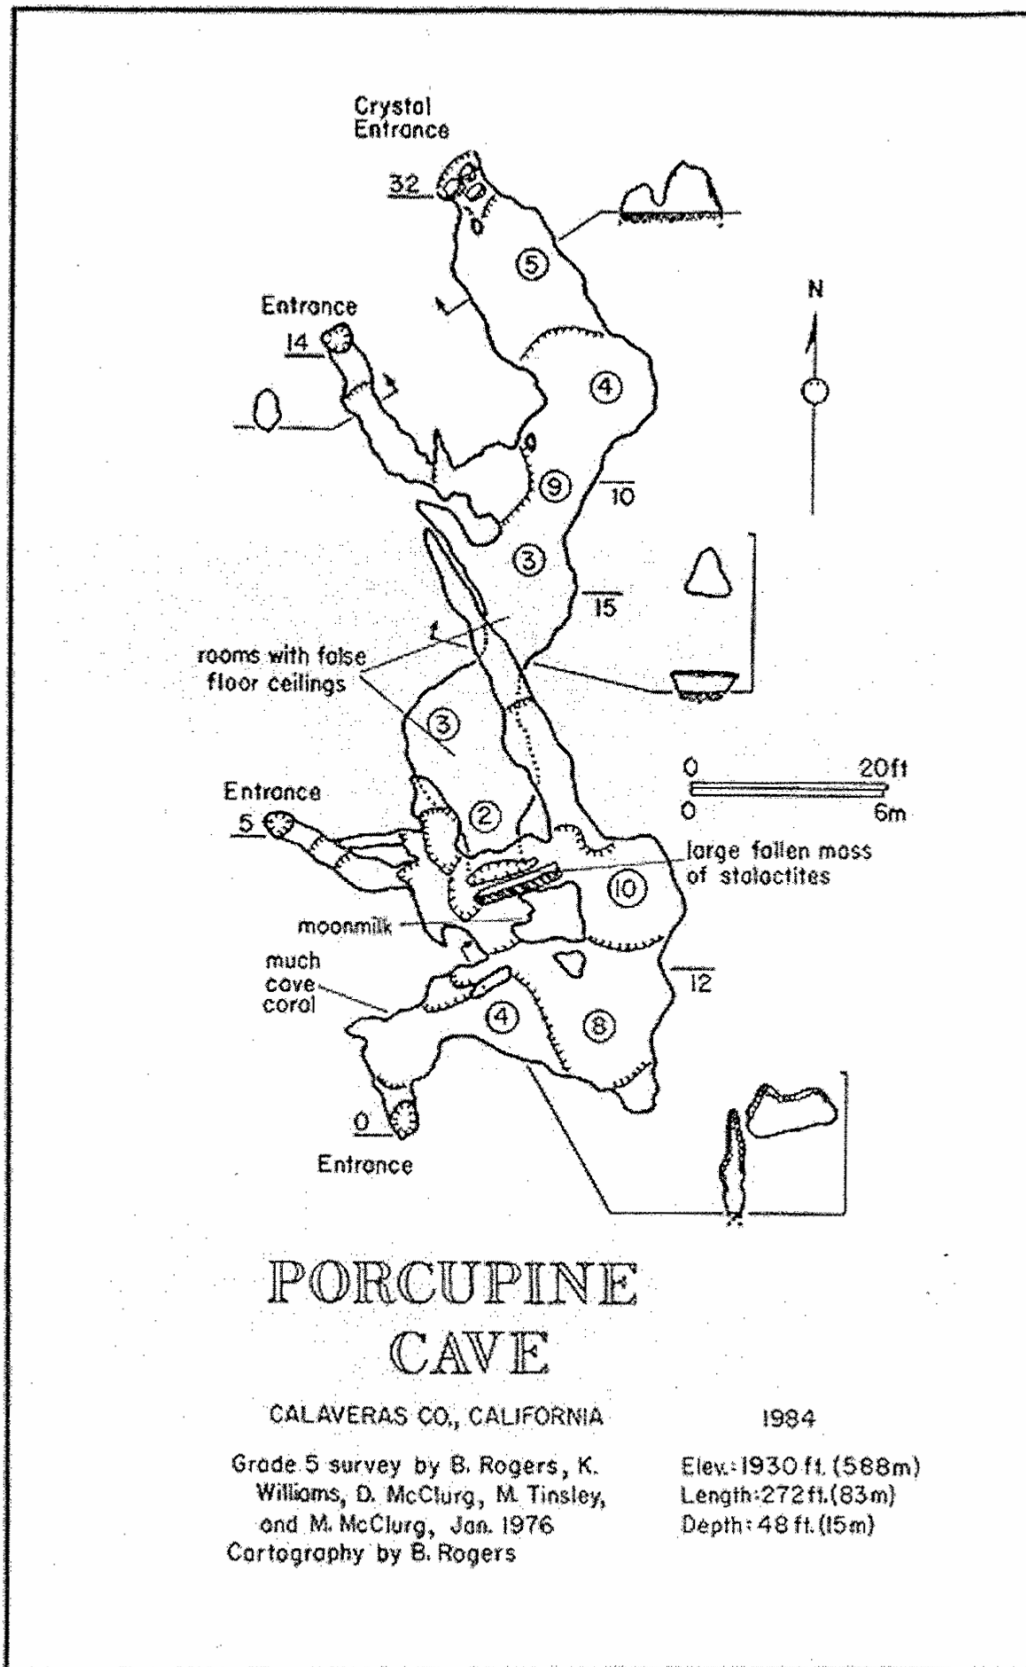 Crystal
Entrance
32
5
Entrance
14
N
4
9
10
3
15
rooms with false
floor ceilings
3
0 20ft
0 6m
Entrance
5
2
large fallen mass
of stalactites
10
moonmilk
much
cave
coral
12
4
8
0
Entrance
PORCUPINE
CAVE
CALAVERAS CO., CALIFORNIA
1984
Grade 5 survey by B. Rogers, K.
Williams, D. McClurg, M. Tinsley,
and M. McClurg, Jan. 1976
Cartography by B. Rogers
Elev.: 1930 ft. (588m)
Length: 272ft. (83m)
Depth: 48 ft. (15m)